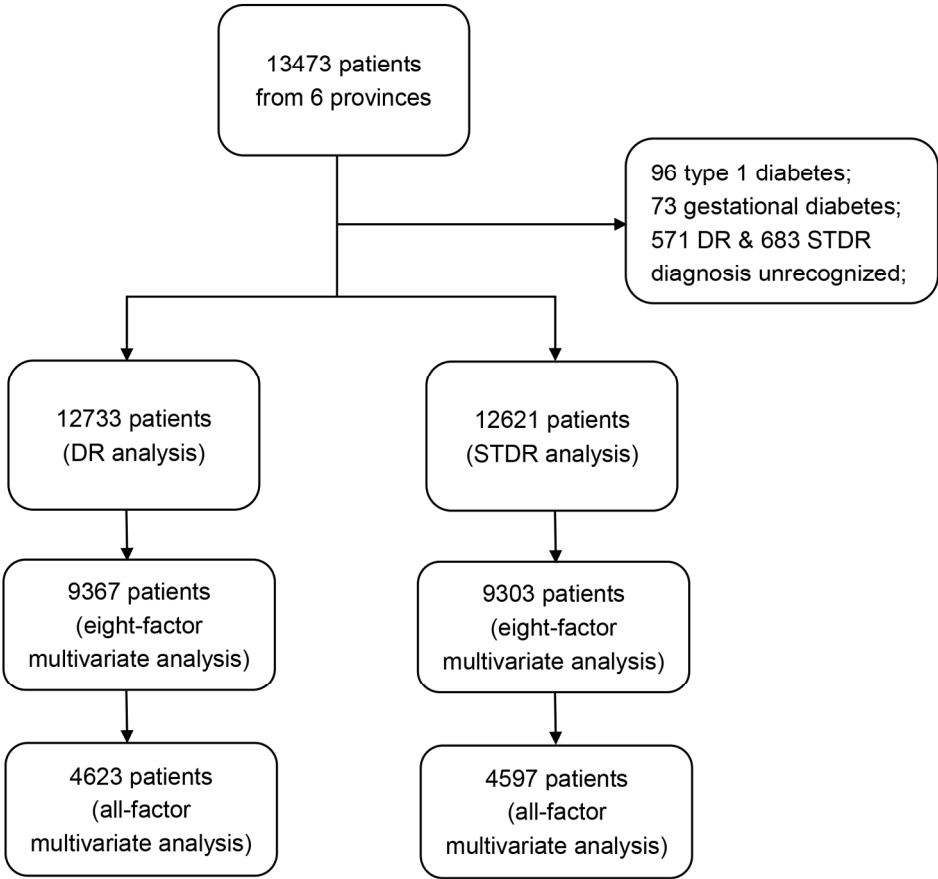 13473 patients
from 6 provinces
96 type 1 diabetes;
73 gestational diabetes;
571 DR & 683 STDR
diagnosis unrecognized;
12733 patients
(DR analysis)
12621 patients
(STDR analysis)
9367 patients
(eight-factor
multivariate analysis)
9303 patients
(eight-factor
multivariate analysis)
4623 patients
(all-factor
multivariate analysis)
4597 patients
(all-factor
multivariate analysis)